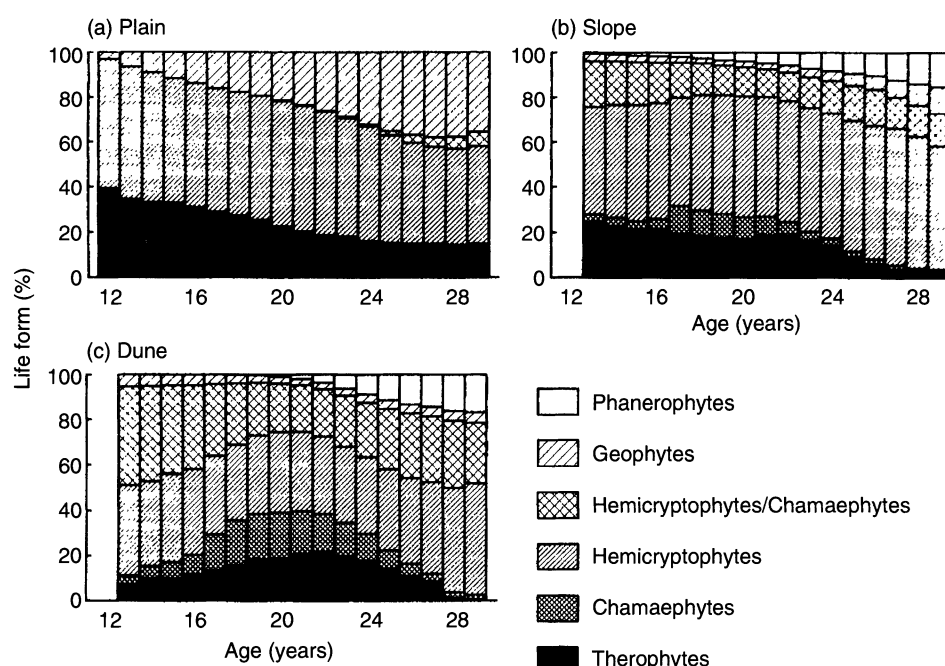 (a) Plain
100
80
60
40
20
0
12 16 20 24 28
(b) Slope
100
80
60
40
20
0
12 16 20 24 28
Age (years)
Life form (%)
(c) Dune
100
80
60
40
20
0
12 16 20 24 28
Age (years)
Phanerophytes
Geophytes
Hemicryptophytes/Chamaephytes
Hemicryptophytes
Chamaephytes
Therophytes